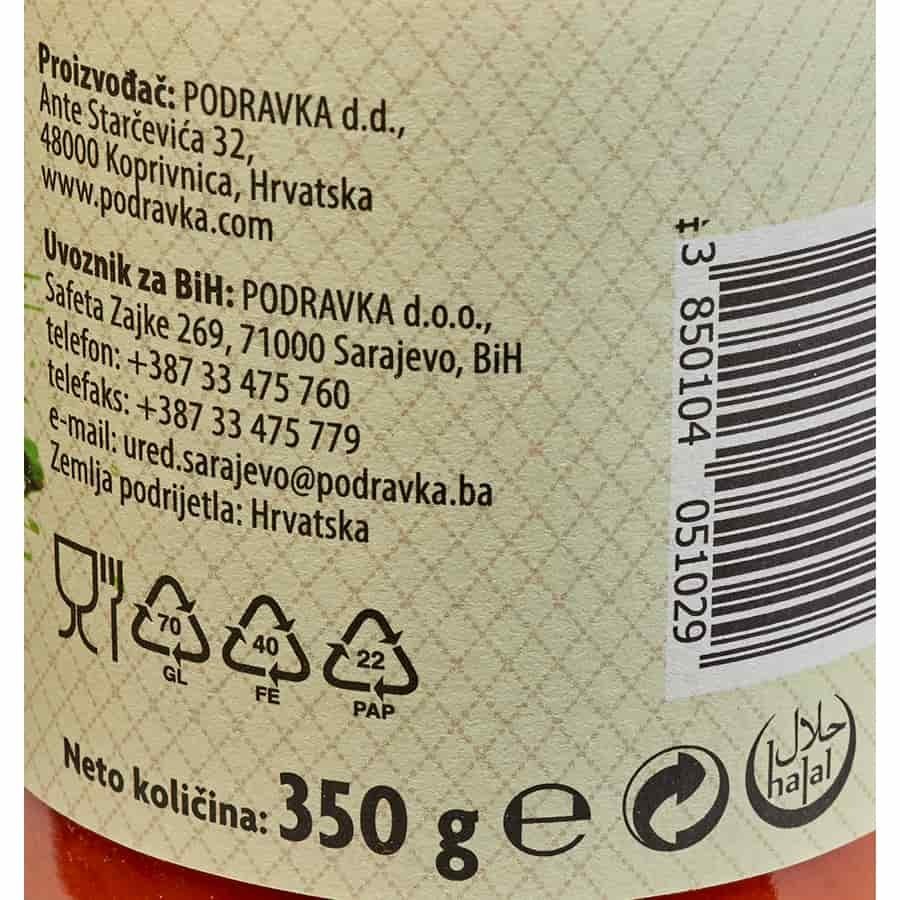 Proizvođač: PODRAVKA d.d.,
Ante Starčevića 32,
48000 Koprivnica, Hrvatska
www.podravka.com
Uvoznik za BiH: PODRAVKA d.o.o.,
Safeta Zajke 269, 71000 Sarajevo, BiH
telefon: +387 33 475 760
telefaks: +387 33 475 779
e-mail: ured.sarajevo@podravka.ba
Zemlja podrijetla: Hrvatska
70
GL
40
FE
22
PAP
Neto količina: 350 g ℮
3 850104 051029
حلال
halal